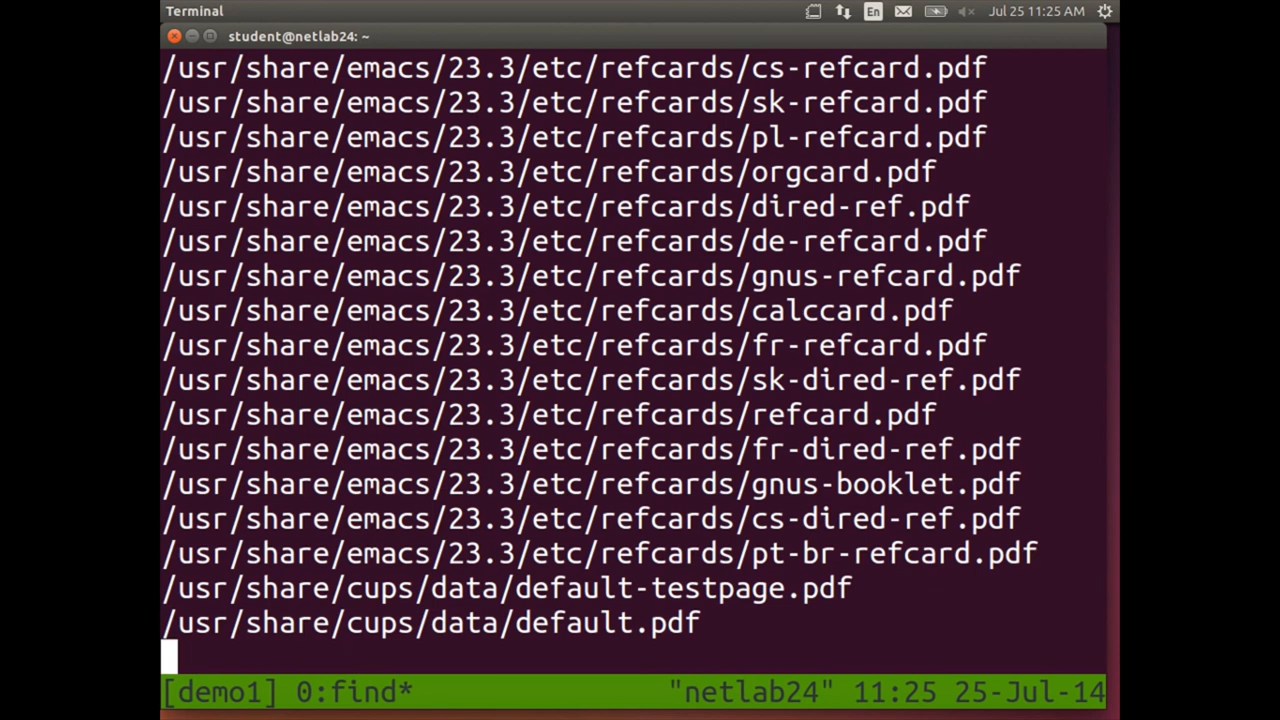 Terminal
En
Jul 25 11:25 AM
student@netlab24: ~
/usr/share/emacs/23.3/etc/refcards/cs-refcard.pdf
/usr/share/emacs/23.3/etc/refcards/sk-refcard.pdf
/usr/share/emacs/23.3/etc/refcards/pl-refcard.pdf
/usr/share/emacs/23.3/etc/refcards/orgcard.pdf
/usr/share/emacs/23.3/etc/refcards/dired-ref.pdf
/usr/share/emacs/23.3/etc/refcards/de-refcard.pdf
/usr/share/emacs/23.3/etc/refcards/gnus-refcard.pdf
/usr/share/emacs/23.3/etc/refcards/calccard.pdf
/usr/share/emacs/23.3/etc/refcards/fr-refcard.pdf
/usr/share/emacs/23.3/etc/refcards/sk-dired-ref.pdf
/usr/share/emacs/23.3/etc/refcards/refcard.pdf
/usr/share/emacs/23.3/etc/refcards/fr-dired-ref.pdf
/usr/share/emacs/23.3/etc/refcards/gnus-booklet.pdf
/usr/share/emacs/23.3/etc/refcards/cs-dired-ref.pdf
/usr/share/emacs/23.3/etc/refcards/pt-br-refcard.pdf
/usr/share/cups/data/default-testpage.pdf
/usr/share/cups/data/default.pdf
[demo1] 0:find* "netlab24" 11:25 25-Jul-14